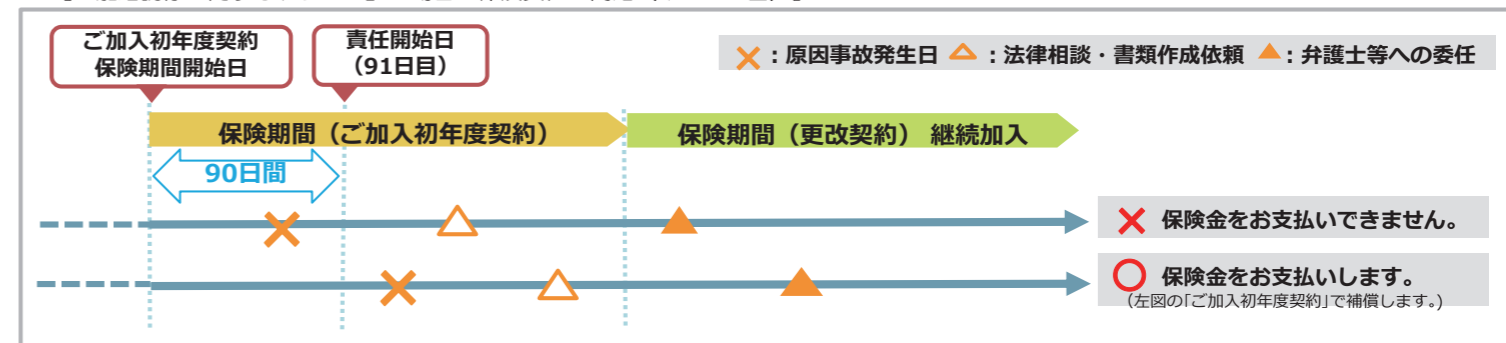 ご加入初年度契約
保険期間開始日
責任開始日
(91日目)
×:原因事故発生日 △:法律相談・書類作成依頼 ▲:弁護士等への委任
保険期間(ご加入初年度契約)
保険期間(更改契約) 継続加入
90日間
× 保険金をお支払いできません。
○ 保険金をお支払いします。
(左図の「ご加入初年度契約」で補償します。)